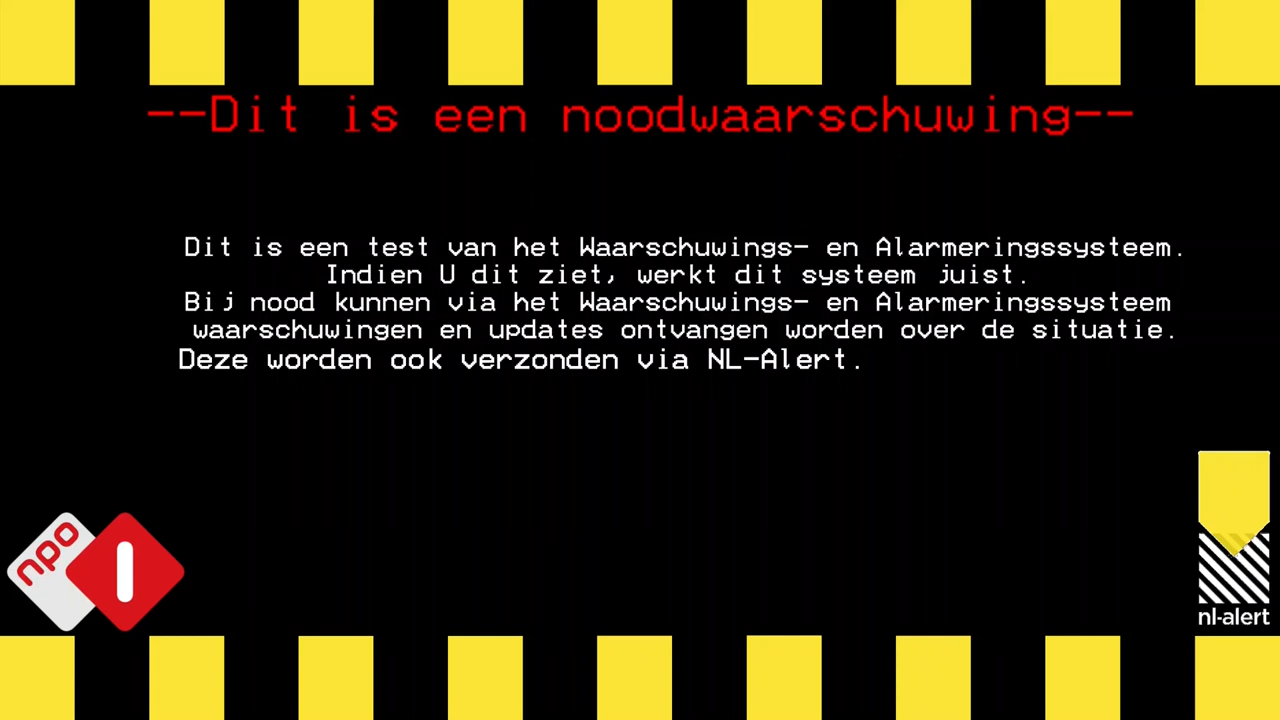 --Dit is een noodwaarschuwing--
Dit is een test van het Waarschuwings- en Alarmeringssysteem.
Indien U dit ziet, werkt dit systeem juist.
Bij nood kunnen via het Waarschuwings- en Alarmeringssysteem
waarschuwingen en updates ontvangen worden over de situatie.
Deze worden ook verzonden via NL-Alert.
npo 1
nl-alert